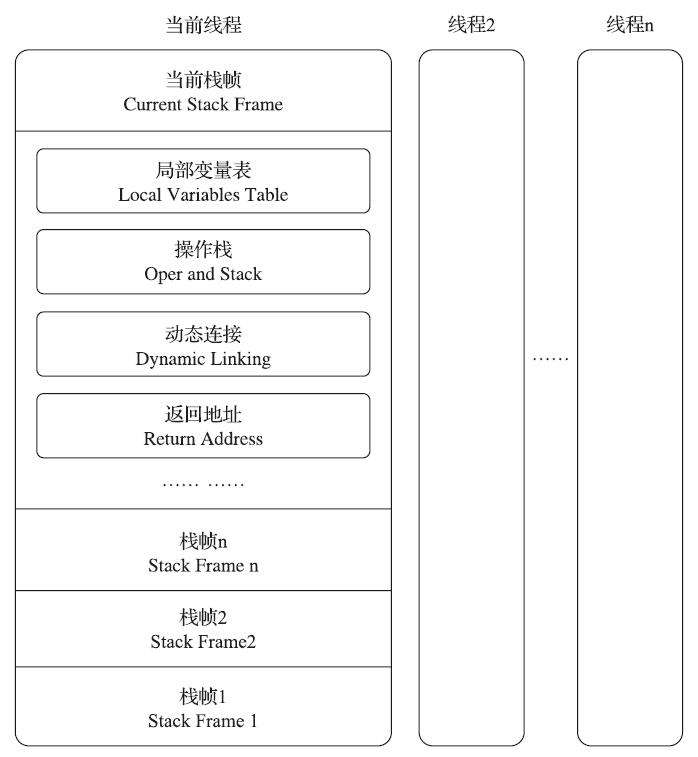 当前线程
线程2
线程n
当前栈帧
Current Stack Frame
局部变量表
Local Variables Table
操作栈
Oper and Stack
动态连接
Dynamic Linking
返回地址
Return Address
…… ……
……
栈帧n
Stack Frame n
栈帧2
Stack Frame2
栈帧1
Stack Frame 1